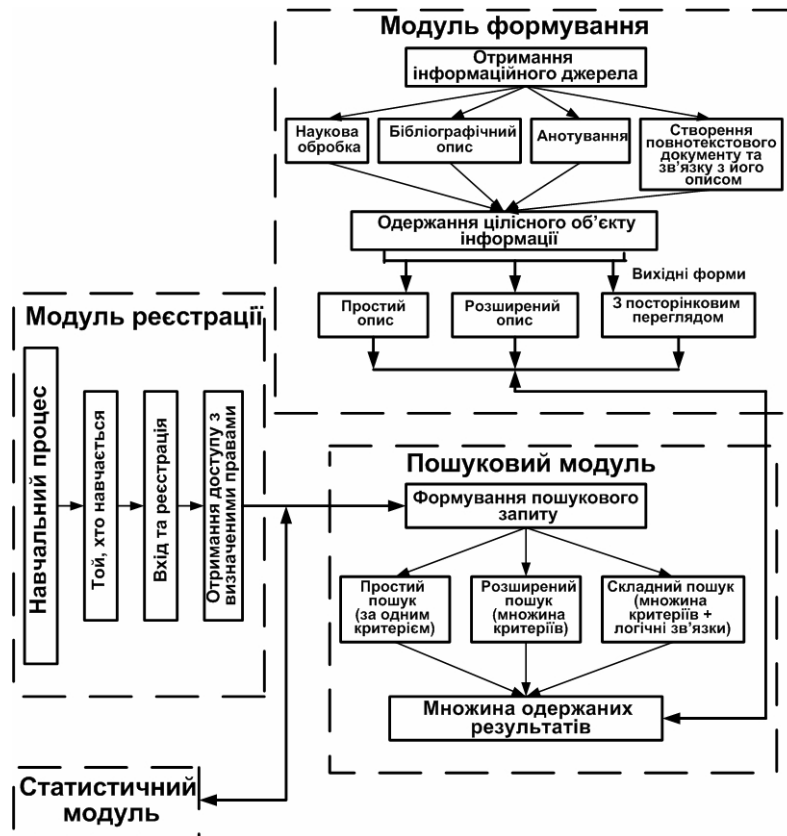 Модуль формування
Отримання
інформаційного джерела
Наукова
обробка
Бібліографічний
опис
Анотування
Створення
повнотекстового
документу та
зв’язку з його
описом
Одержання цілісного об’єкту
інформації
Вихідні форми
Простий
опис
Розширений
опис
З посторінковим
переглядом
Модуль реєстрації
Навчальний процес
Той, хто навчається
Вхід та реєстрація
Отримання доступу з
визначеними правами
Пошуковий модуль
Формування пошукового
запиту
Простий
пошук
(за одним
критерієм)
Розширений
пошук
(множина
критеріїв)
Складний пошук
(множина
критеріїв +
логічні зв’язки)
Множина одержаних
результатів
Статистичний
модуль